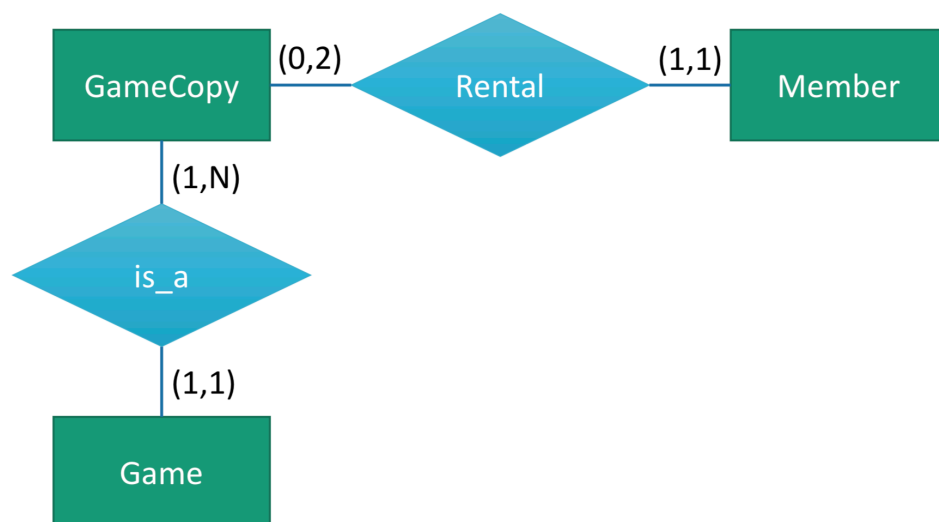 GameCopy
(0,2)
Rental
(1,1)
Member
(1,N)
is_a
(1,1)
Game